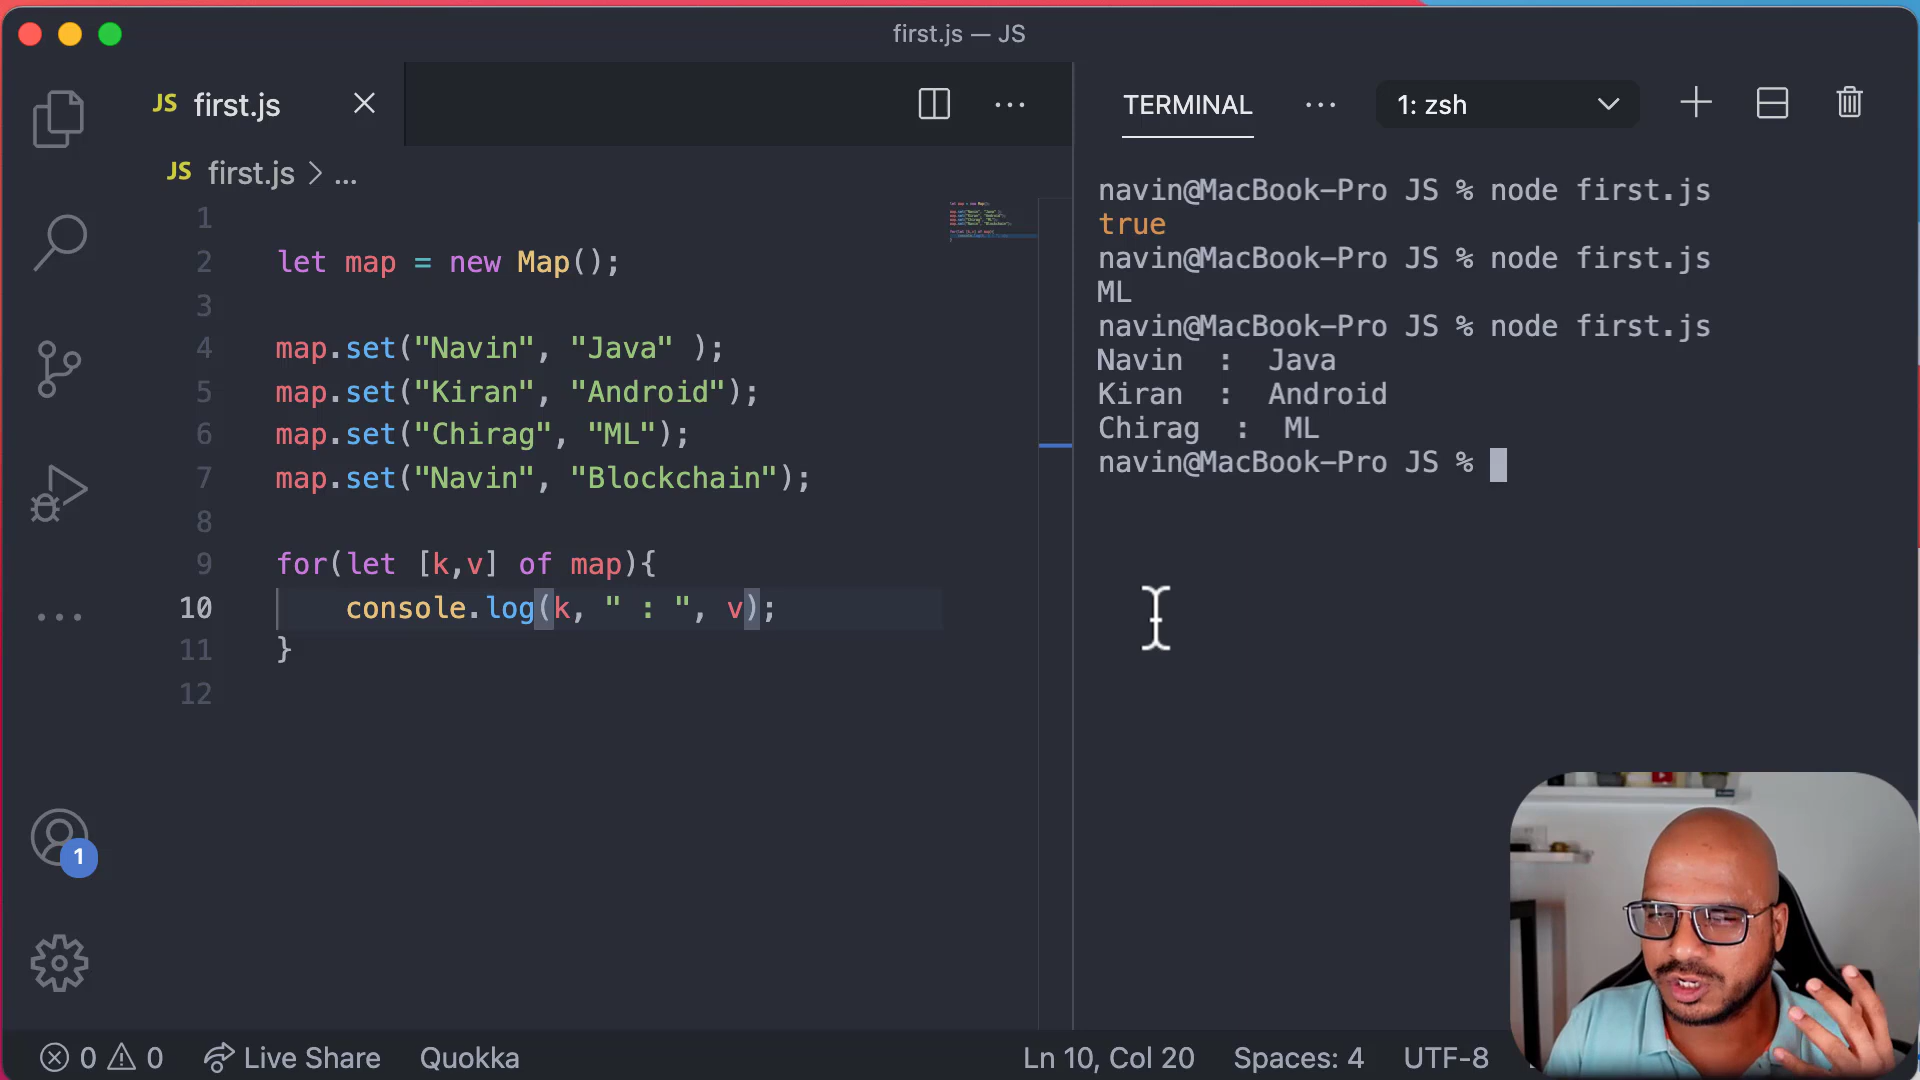 first.js — JS
JS first.js
JS first.js > ...
1
2 let map = new Map();
3
4 map.set("Navin", "Java" );
5 map.set("Kiran", "Android");
6 map.set("Chirag", "ML");
7 map.set("Navin", "Blockchain");
8
9 for(let [k,v] of map){
10 console.log(k, " : ", v);
11 }
12
TERMINAL ... 1: zsh
navin@MacBook-Pro JS % node first.js
true
navin@MacBook-Pro JS % node first.js
ML
navin@MacBook-Pro JS % node first.js
Navin  :  Java
Kiran  :  Android
Chirag  :  ML
navin@MacBook-Pro JS %
1
0 0 Live Share Quokka Ln 10, Col 20 Spaces: 4 UTF-8